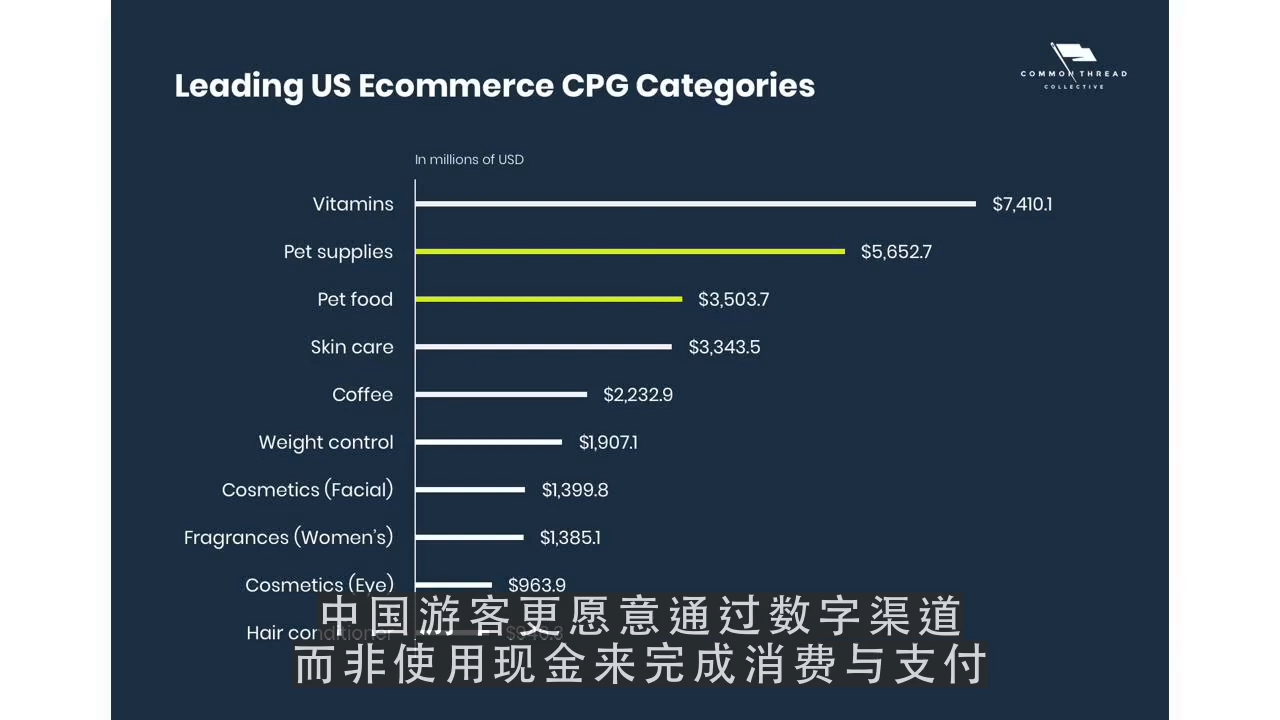 COMMON THREAD
COLLECTIVE
Leading US Ecommerce CPG Categories
In millions of USD
Vitamins $7,410.1
Pet supplies $5,652.7
Pet food $3,503.7
Skin care $3,343.5
Coffee $2,232.9
Weight control $1,907.1
Cosmetics (Facial) $1,399.8
Fragrances (Women's) $1,385.1
Cosmetics (Eye) $963.9
Hair conditioner
中国游客更愿意通过数字渠道
而非使用现金来完成消费与支付